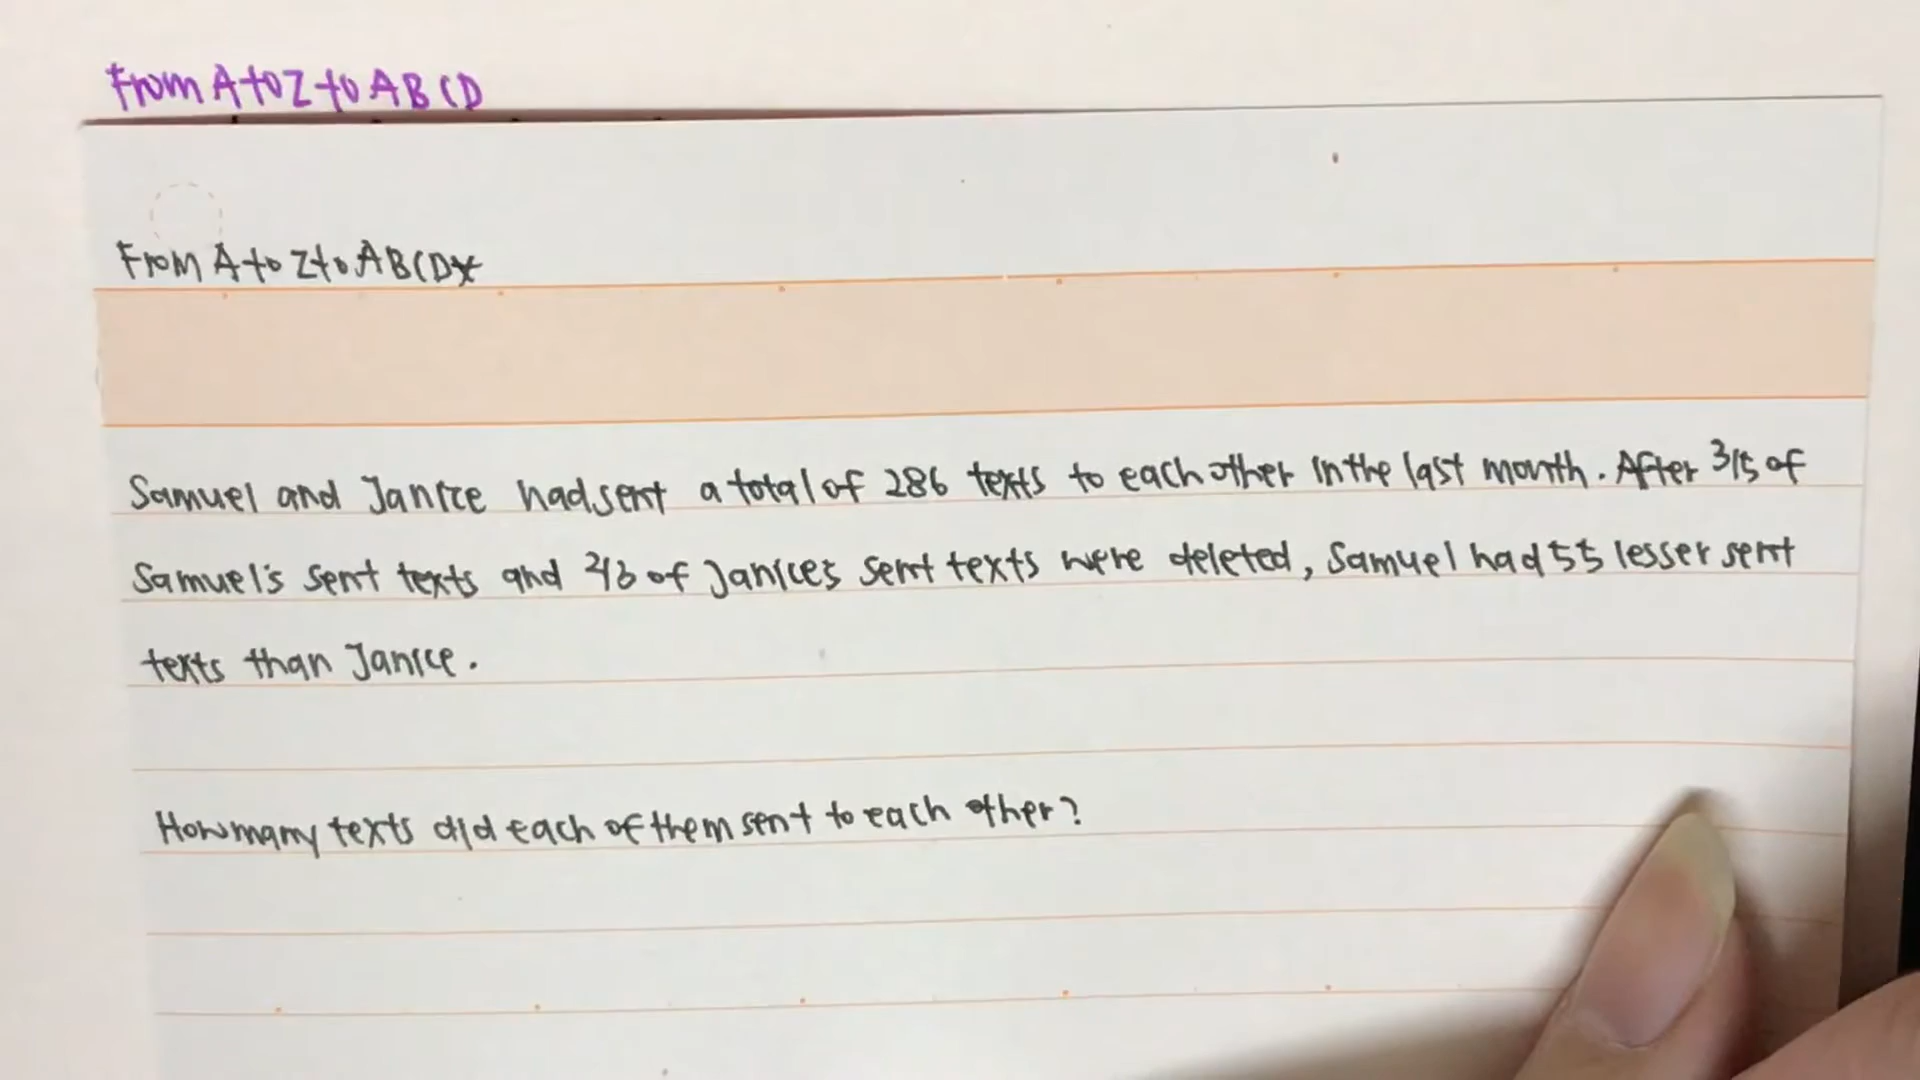 From A to Z to ABCD
From A to Z to ABCD
Samuel and Janice had sent a total of 286 texts to each other in the last month. After 3/5 of
Samuel's sent texts and 2/3 of Janice's sent texts were deleted, Samuel had 55 lesser sent
texts than Janice.
How many texts did each of them sent to each other?